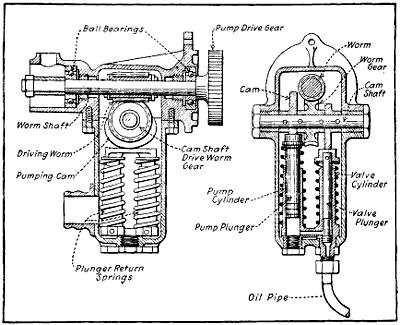 Ball Bearings
Pump Drive Gear
Worm Shaft
Driving Worm
Pumping Cam
Cam Shaft
Drive Worm
Gear
Plunger Return
Springs
Worm
Worm
Gear
Cam
Cam
Shaft
Pump
Cylinder
Pump Plunger
Valve
Cylinder
Valve
Plunger
Oil Pipe